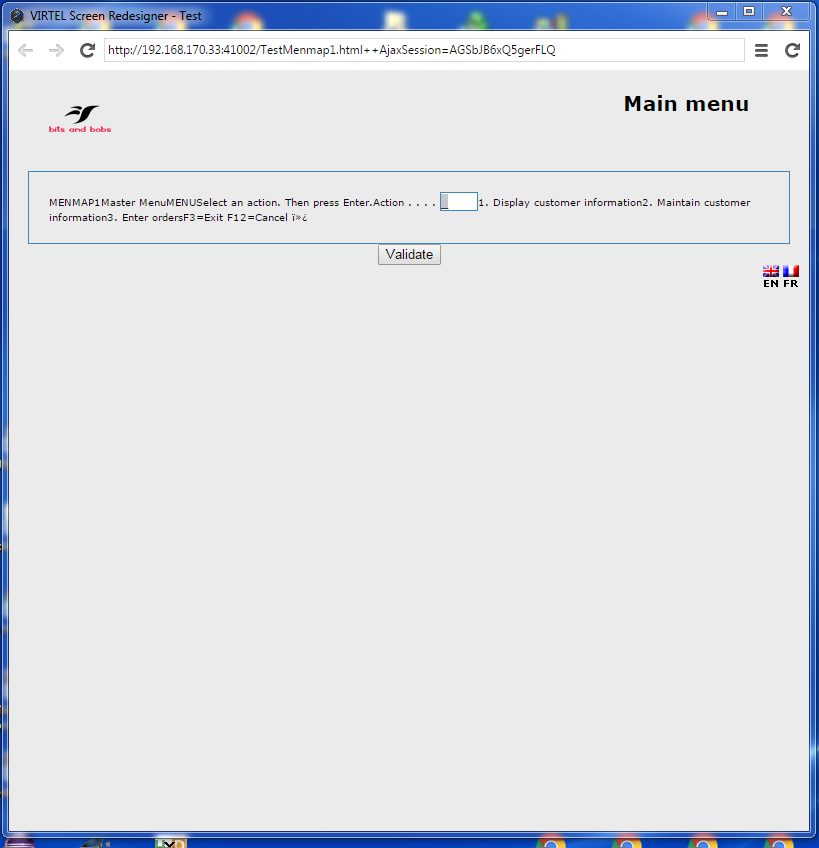 VIRTEL Screen Redesigner - Test
http://192.168.170.33:41002/TestMenmap1.html++AjaxSession=AGSbJB6xQ5gerFLQ
bits and bobs
Main menu
MENMAP1Master MenuMENUSelect an action. Then press Enter.Action . . . . _ 1. Display customer information2. Maintain customer
information3. Enter ordersF3=Exit F12=Cancel ï»¿
Validate
EN FR